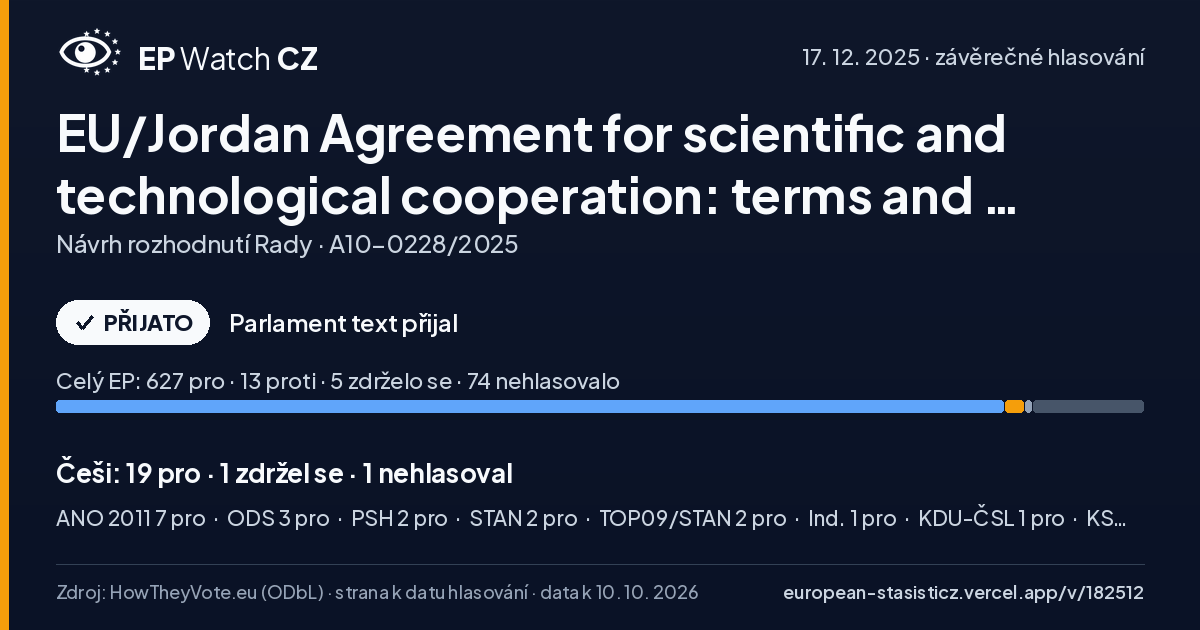 EP Watch CZ
17. 12. 2025 · závěrečné hlasování
EU/Jordan Agreement for scientific and
technological cooperation: terms and …
Návrh rozhodnutí Rady · A10-0228/2025
✓ PŘIJATO
Parlament text přijal
Celý EP: 627 pro · 13 proti · 5 zdrželo se · 74 nehlasovalo
Češi: 19 pro · 1 zdržel se · 1 nehlasoval
ANO 2011 7 pro · ODS 3 pro · PSH 2 pro · STAN 2 pro · TOP09/STAN 2 pro · Ind. 1 pro · KDU-ČSL 1 pro · KS…
Zdroj: HowTheyVote.eu (ODbL) · strana k datu hlasování · data k 10. 10. 2026
european-stasisticz.vercel.app/v/182512